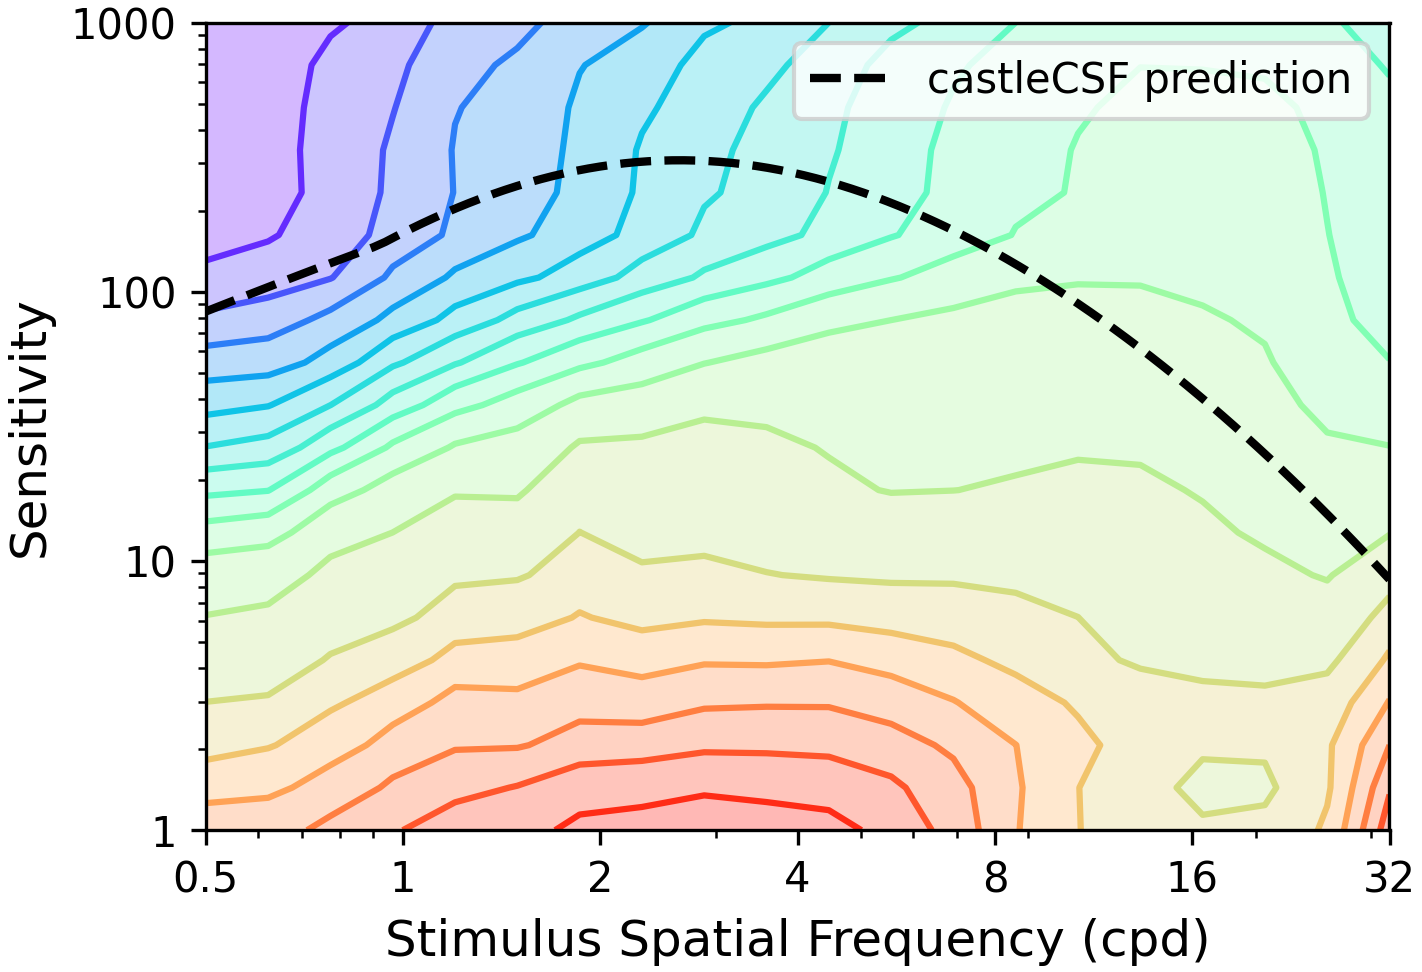 1000
100
10
1
Sensitivity
castleCSF prediction
0.5 1 2 4 8 16 32
Stimulus Spatial Frequency (cpd)